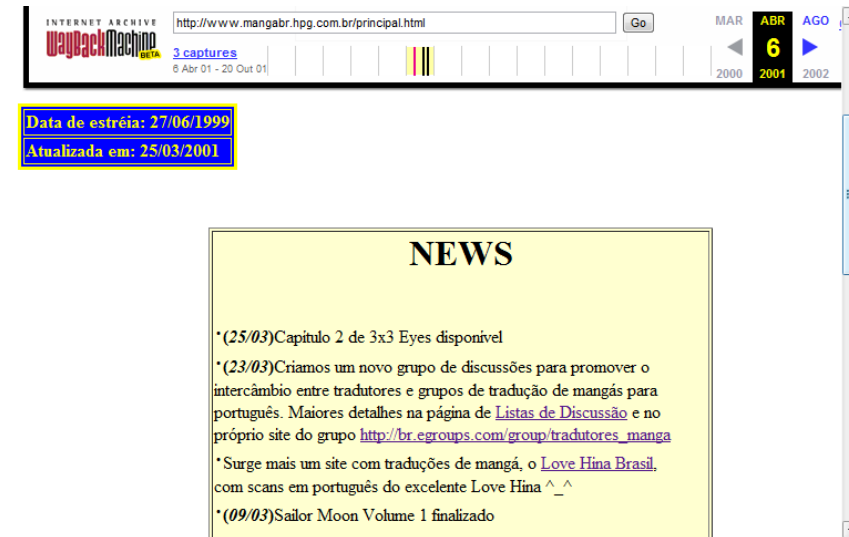 INTERNET ARCHIVE
WayBackMachine BETA
http://www.mangabr.hpg.com.br/principal.html
Go
3 captures
6 Abr 01 - 20 Out 01
MAR ABR AGO
6
2000 2001 2002
Data de estréia: 27/06/1999
Atualizada em: 25/03/2001
NEWS
•(25/03)Capítulo 2 de 3x3 Eyes disponível
•(23/03)Criamos um novo grupo de discussões para promover o
intercâmbio entre tradutores e grupos de tradução de mangás para
português. Maiores detalhes na página de Listas de Discussão e no
próprio site do grupo http://br.egroups.com/group/tradutores_manga
•Surge mais um site com traduções de mangá, o Love Hina Brasil,
com scans em português do excelente Love Hina ^_^
•(09/03)Sailor Moon Volume 1 finalizado